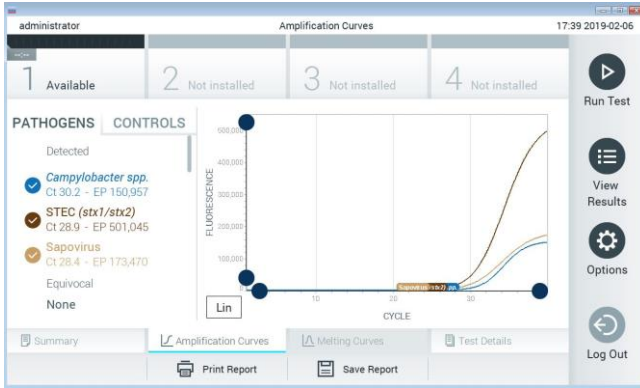 administrator
Amplification Curves
17:39 2019-02-06
--:--
1 Available
2 Not installed
3 Not installed
4 Not installed
Run Test
View
Results
Options
Log Out
PATHOGENS CONTROLS
Detected
Campylobacter spp.
Ct 30.2 - EP 150,957
STEC (stx1/stx2)
Ct 28.9 - EP 501,045
Sapovirus
Ct 28.4 - EP 173,470
Equivocal
None
FLUORESCENCE
500,000
400,000
300,000
200,000
100,000
10
20
30
CYCLE
Lin
Summary
Amplification Curves
Melting Curves
Test Details
Print Report
Save Report